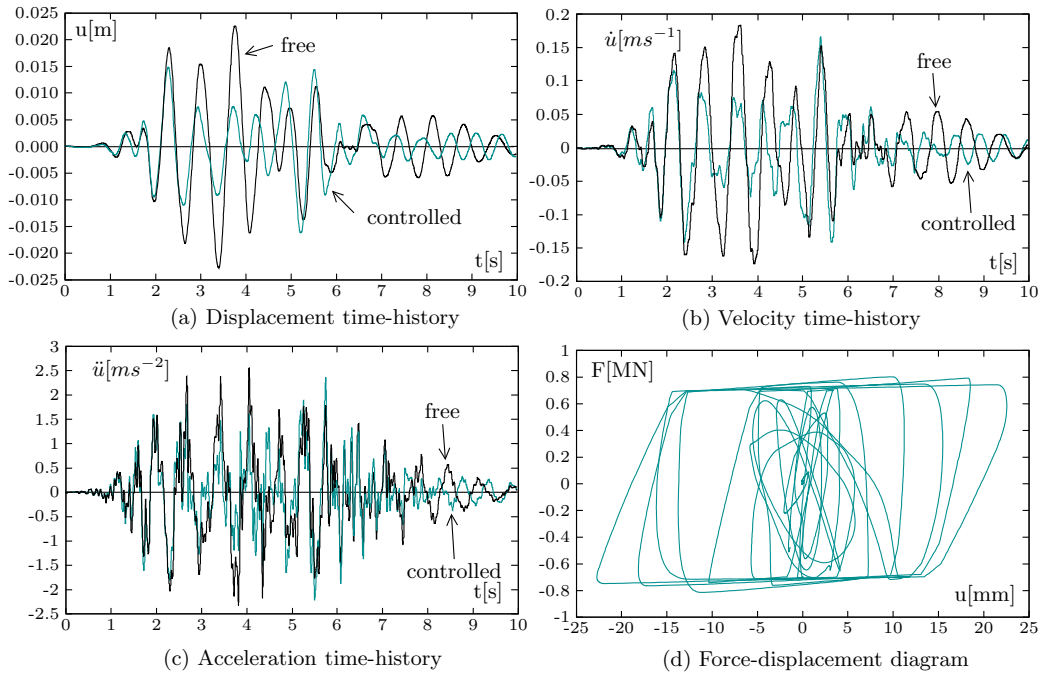 0.025
0.020
0.015
0.010
0.005
0.000
-0.005
-0.010
-0.015
-0.020
-0.025
u[m]
free
controlled
t[s]
0 1 2 3 4 5 6 7 8 9 10
(a) Displacement time-history
0.2
0.15
0.1
0.05
0
-0.05
-0.1
-0.15
-0.2
u̇[ms⁻¹]
free
controlled
t[s]
0 1 2 3 4 5 6 7 8 9 10
(b) Velocity time-history
3
2.5
2
1.5
1
0.5
0
-0.5
-1
-1.5
-2
-2.5
ü[ms⁻²]
free
controlled
t[s]
0 1 2 3 4 5 6 7 8 9 10
(c) Acceleration time-history
1
0.8
0.6
0.4
0.2
0
-0.2
-0.4
-0.6
-0.8
-1
F[MN]
u[mm]
-25 -20 -15 -10 -5 0 5 10 15 20 25
(d) Force-displacement diagram